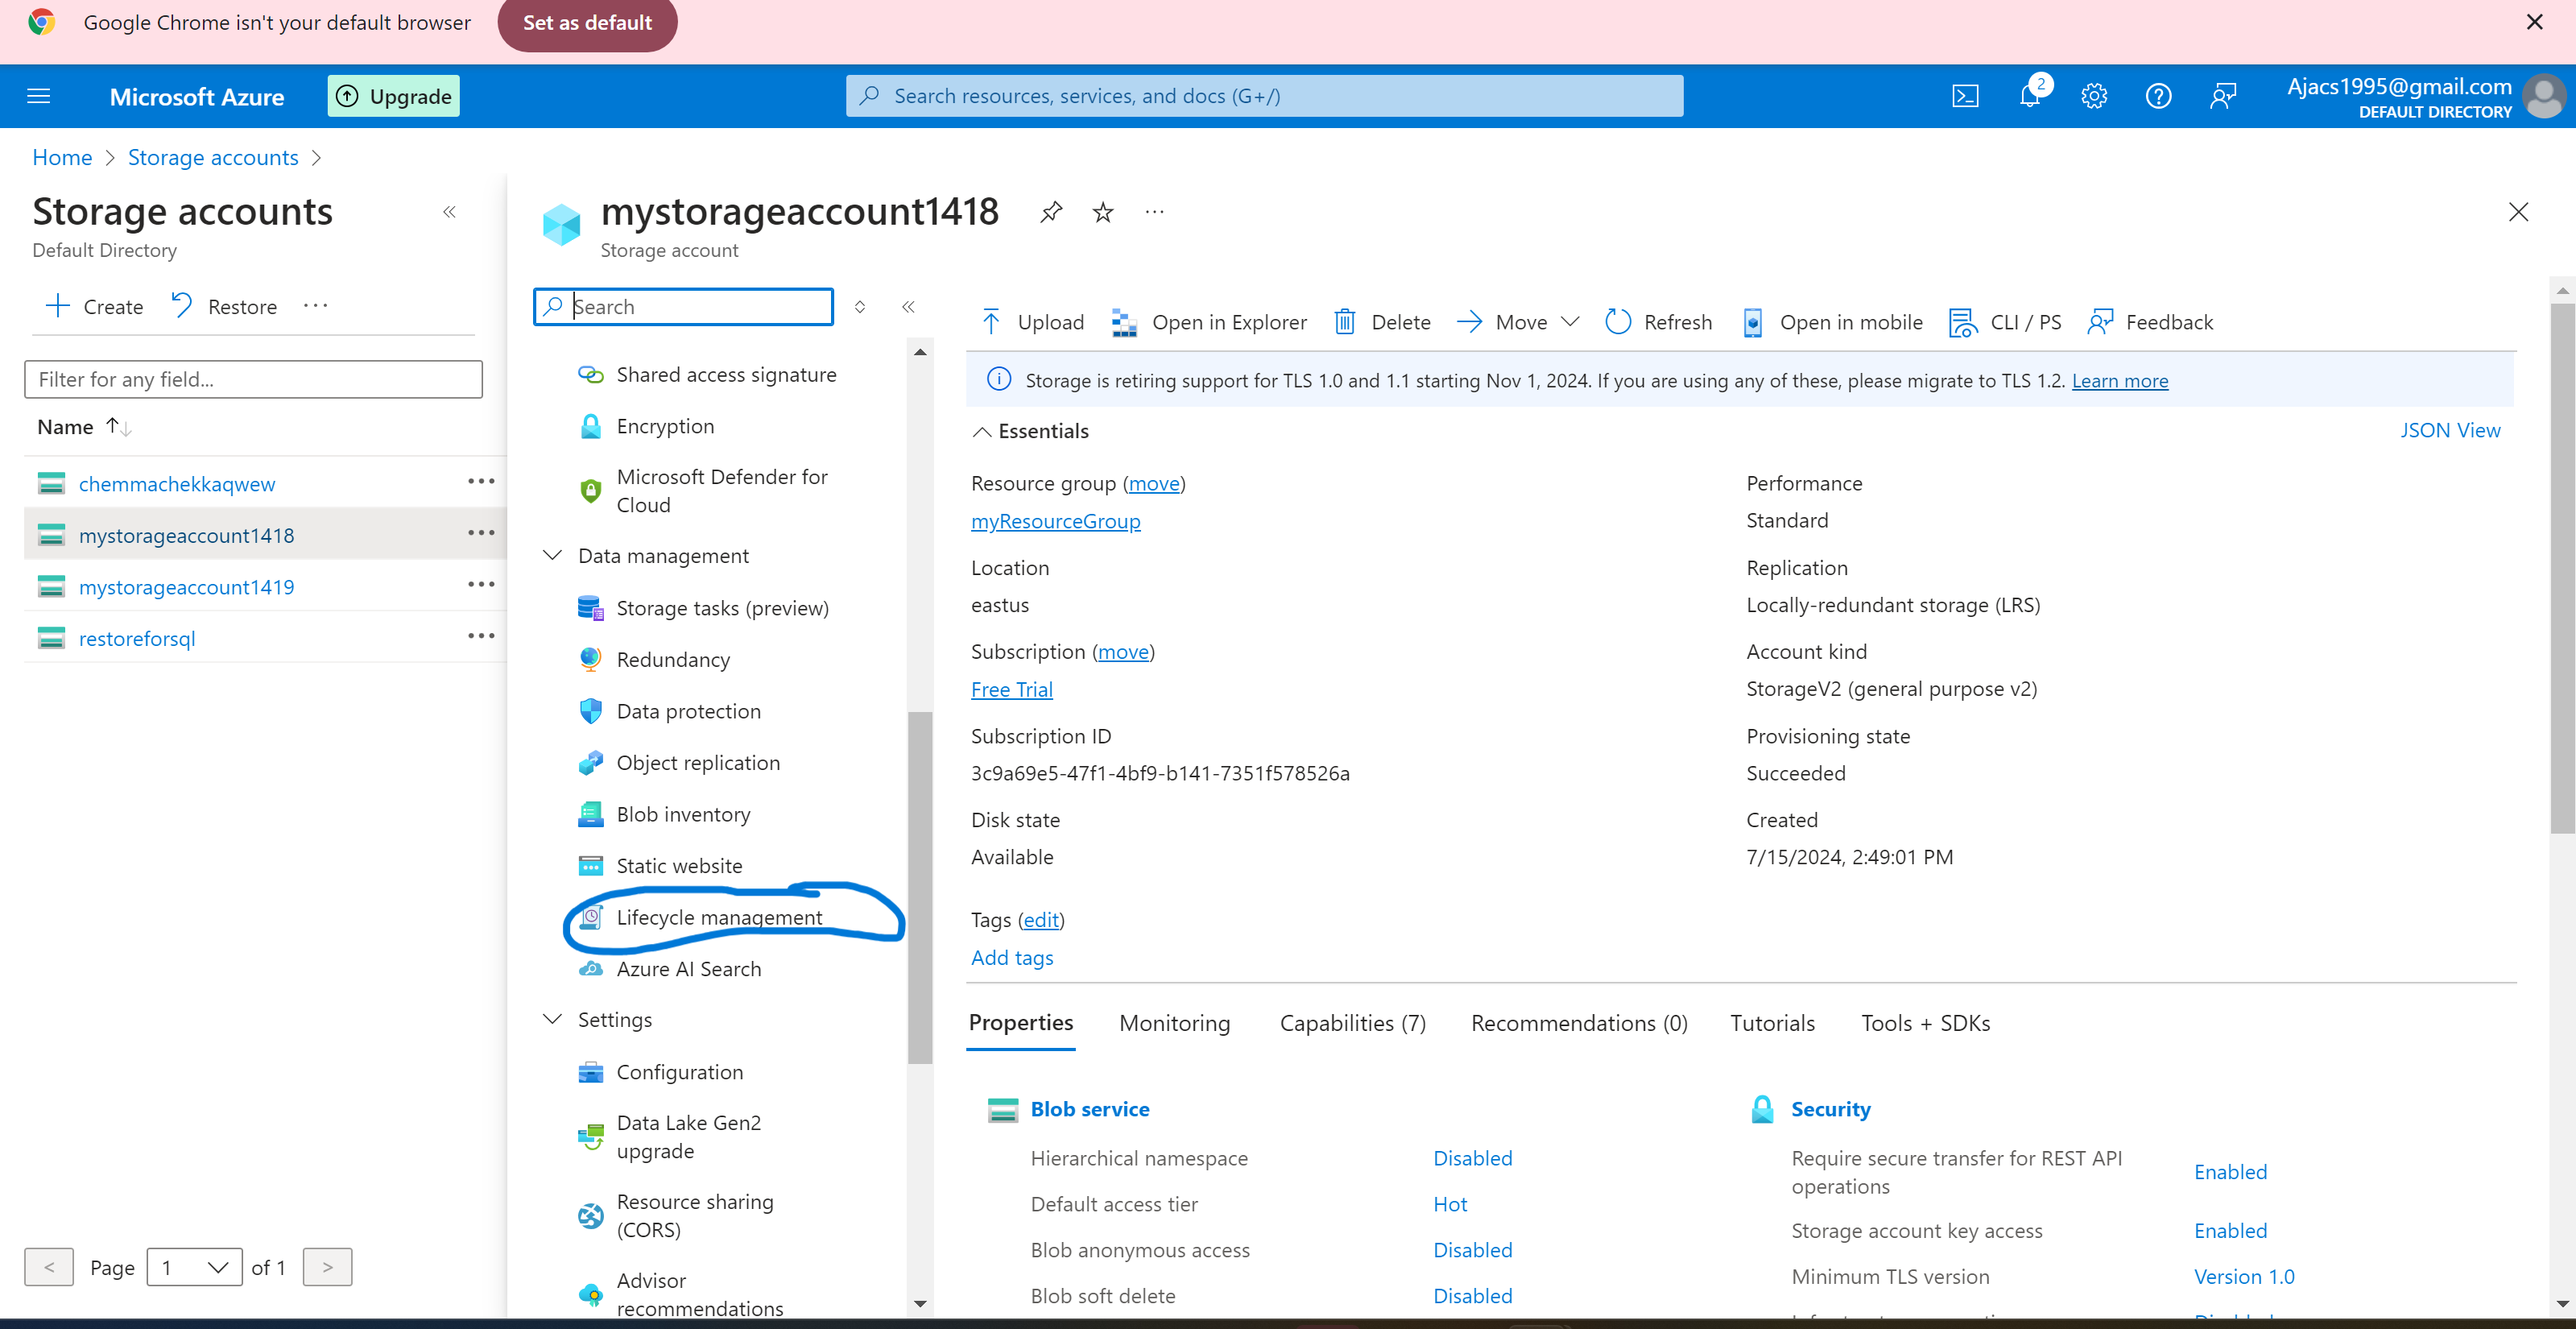 Google Chrome isn't your default browser
Set as default
Microsoft Azure
Upgrade
Search resources, services, and docs (G+/)
2
Ajacs1995@gmail.com
DEFAULT DIRECTORY
Home > Storage accounts >
Storage accounts
Default Directory
Create
Restore
Filter for any field...
Name
chemmachekkaqwew
mystorageaccount1418
mystorageaccount1419
restoreforsql
< Page 1 of 1 >
mystorageaccount1418
Storage account
Search
Shared access signature
Encryption
Microsoft Defender for
Cloud
Data management
Storage tasks (preview)
Redundancy
Data protection
Object replication
Blob inventory
Static website
Lifecycle management
Azure AI Search
Settings
Configuration
Data Lake Gen2
upgrade
Resource sharing
(CORS)
Advisor
recommendations
Upload
Open in Explorer
Delete
Move
Refresh
Open in mobile
CLI / PS
Feedback
Storage is retiring support for TLS 1.0 and 1.1 starting Nov 1, 2024. If you are using any of these, please migrate to TLS 1.2. Learn more
Essentials
JSON View
Resource group (move)
myResourceGroup
Location
eastus
Subscription (move)
Free Trial
Subscription ID
3c9a69e5-47f1-4bf9-b141-7351f578526a
Disk state
Available
Performance
Standard
Replication
Locally-redundant storage (LRS)
Account kind
StorageV2 (general purpose v2)
Provisioning state
Succeeded
Created
7/15/2024, 2:49:01 PM
Tags (edit)
Add tags
Properties
Monitoring
Capabilities (7)
Recommendations (0)
Tutorials
Tools + SDKs
Blob service
Hierarchical namespace Disabled
Default access tier Hot
Blob anonymous access Disabled
Blob soft delete Disabled
Security
Require secure transfer for REST API
operations Enabled
Storage account key access Enabled
Minimum TLS version Version 1.0